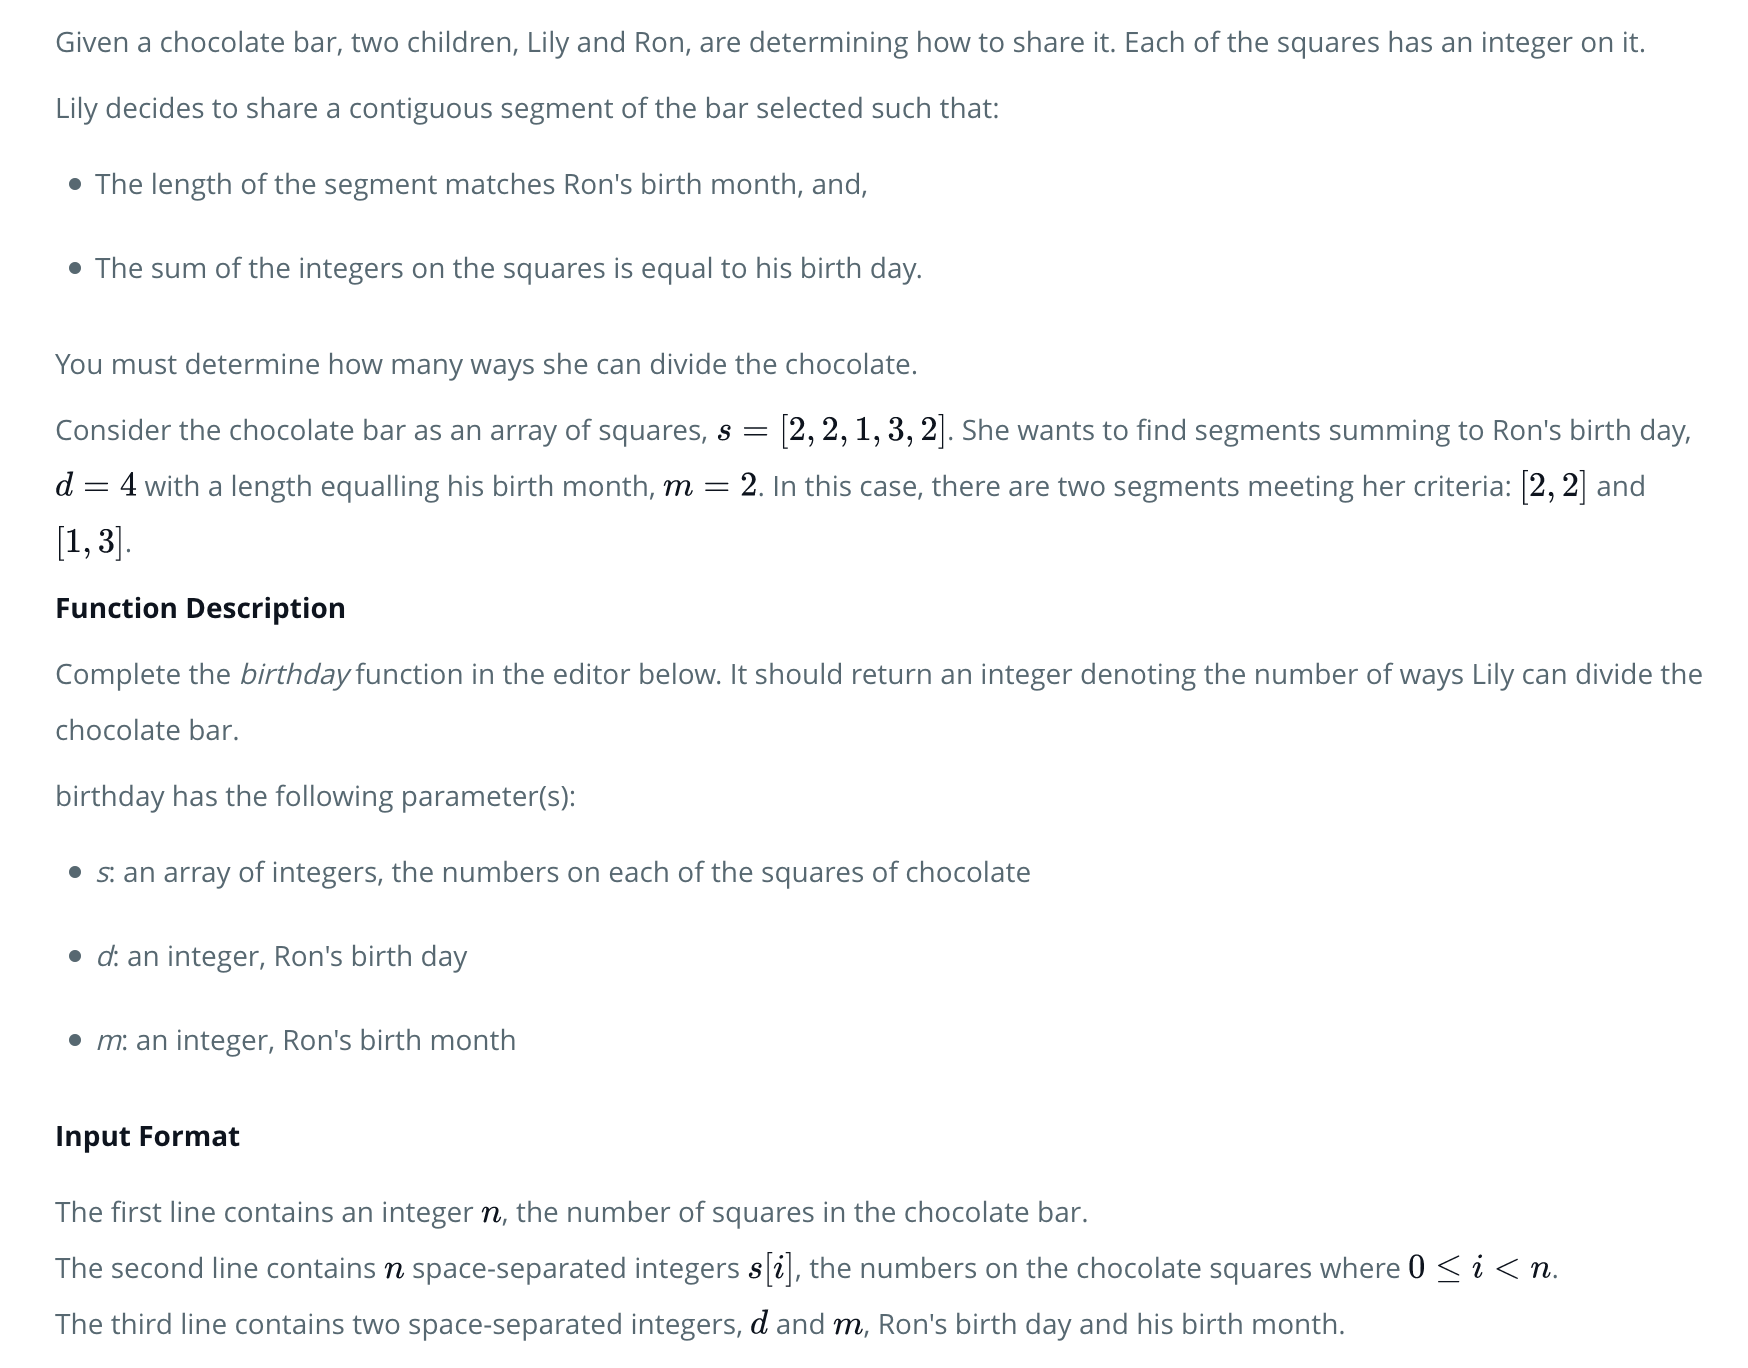 Given a chocolate bar, two children, Lily and Ron, are determining how to share it. Each of the squares has an integer on it.
Lily decides to share a contiguous segment of the bar selected such that:
• The length of the segment matches Ron's birth month, and,
• The sum of the integers on the squares is equal to his birth day.
You must determine how many ways she can divide the chocolate.
Consider the chocolate bar as an array of squares, s = [2, 2, 1, 3, 2]. She wants to find segments summing to Ron's birth day,
d = 4 with a length equalling his birth month, m = 2. In this case, there are two segments meeting her criteria: [2, 2] and
[1, 3].
Function Description
Complete the birthday function in the editor below. It should return an integer denoting the number of ways Lily can divide the
chocolate bar.
birthday has the following parameter(s):
• s: an array of integers, the numbers on each of the squares of chocolate
• d: an integer, Ron's birth day
• m: an integer, Ron's birth month
Input Format
The first line contains an integer n, the number of squares in the chocolate bar.
The second line contains n space-separated integers s[i], the numbers on the chocolate squares where 0 ≤ i < n.
The third line contains two space-separated integers, d and m, Ron's birth day and his birth month.